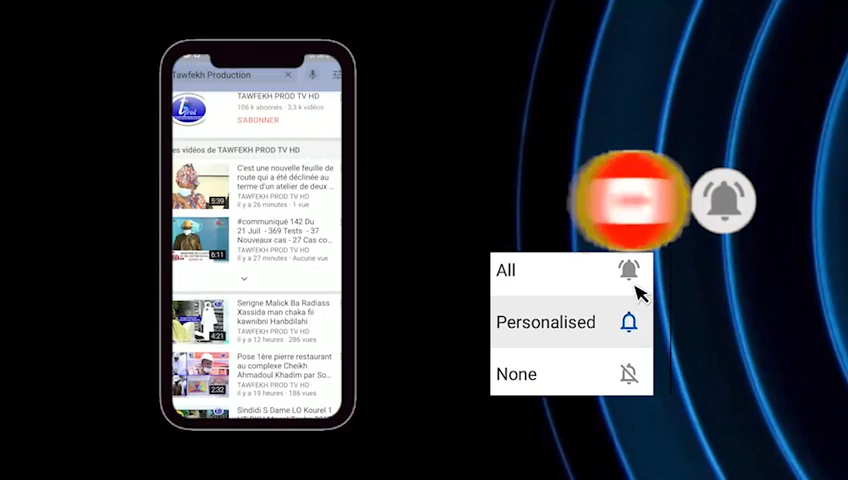 Tawfekh Production
TAWFEKH PROD TV HD
106 k abonnés · 3,3 k vidéos
S'ABONNER
es vidéos de TAWFEKH PROD TV HD
C'est une nouvelle feuille de
route qui a été déclinée au
terme d'un atelier de deux ...
TAWFEKH PROD TV HD
il y a 26 minutes · 1 vue
5:39
#communiqué 142 Du
21 Juil - 369 Tests - 37
Nouveaux cas - 27 Cas co...
TAWFEKH PROD TV HD
il y a 27 minutes · Aucune vue
6:11
Serigne Malick Ba Radiass
Xassida man chaka fii
kawnibni Hanbdilahi
TAWFEKH PROD TV HD
il y a 12 heures · 286 vues
4:21
Pose 1ère pierre restaurant
au complexe Cheikh
Ahmadoul Khadim par So...
TAWFEKH PROD TV HD
il y a 19 heures · 186 vues
2:32
Sindidi S Dame LO Kourel 1
All
Personalised
None